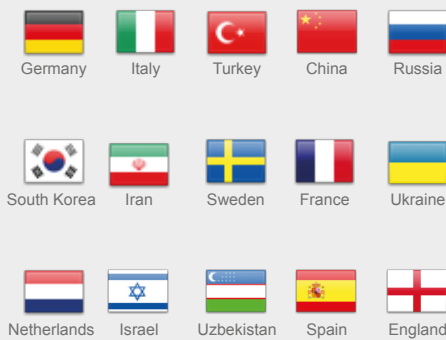 Germany Italy Turkey China Russia
South Korea Iran Sweden France Ukraine
Netherlands Israel Uzbekistan Spain England